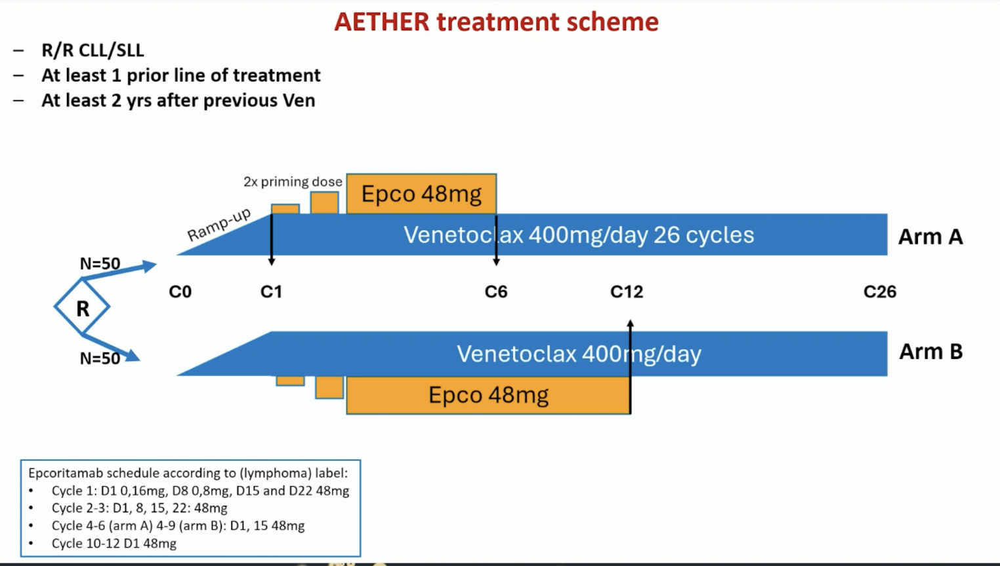 AETHER treatment scheme
– R/R CLL/SLL
– At least 1 prior line of treatment
– At least 2 yrs after previous Ven
2x priming dose
Epco 48mg
Ramp-up
Venetoclax 400mg/day 26 cycles
Arm A
N=50
C0 C1 C6 C12 C26
R
N=50
Venetoclax 400mg/day
Arm B
Epco 48mg
Epcoritamab schedule according to (lymphoma) label:
• Cycle 1: D1 0,16mg, D8 0,8mg, D15 and D22 48mg
• Cycle 2-3: D1, 8, 15, 22: 48mg
• Cycle 4-6 (arm A) 4-9 (arm B): D1, 15 48mg
• Cycle 10-12 D1 48mg